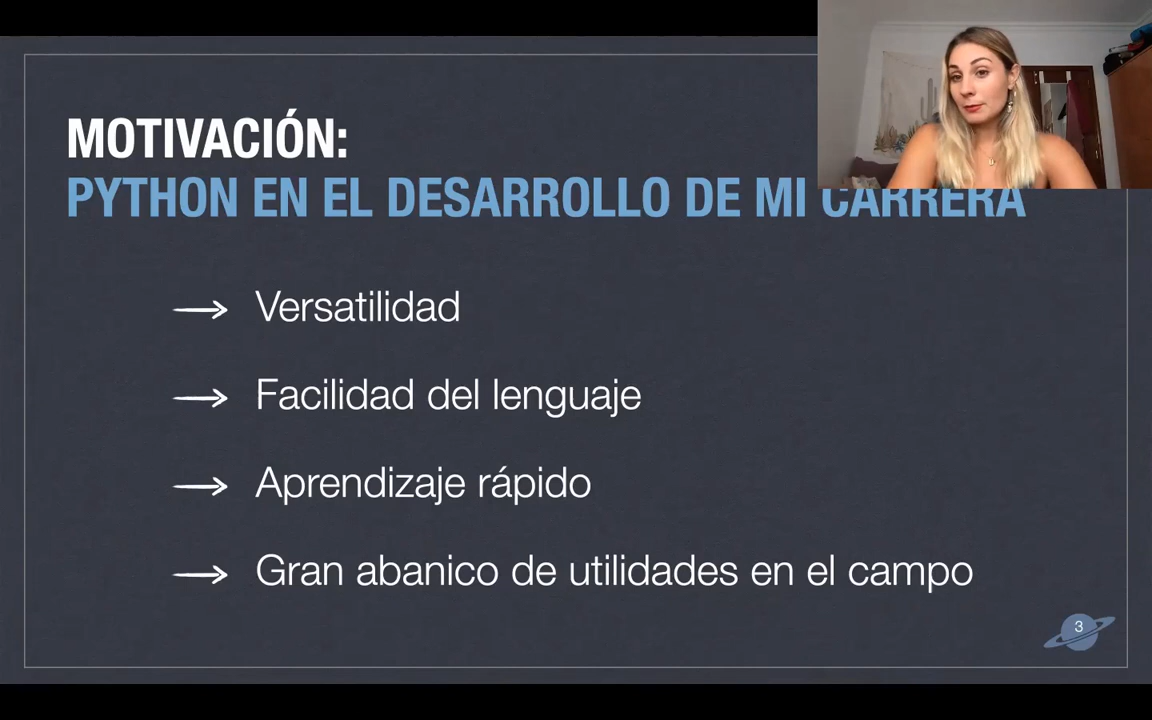 MOTIVACIÓN:
PYTHON EN EL DESARROLLO DE MI CARRERA
Versatilidad
Facilidad del lenguaje
Aprendizaje rápido
Gran abanico de utilidades en el campo
3